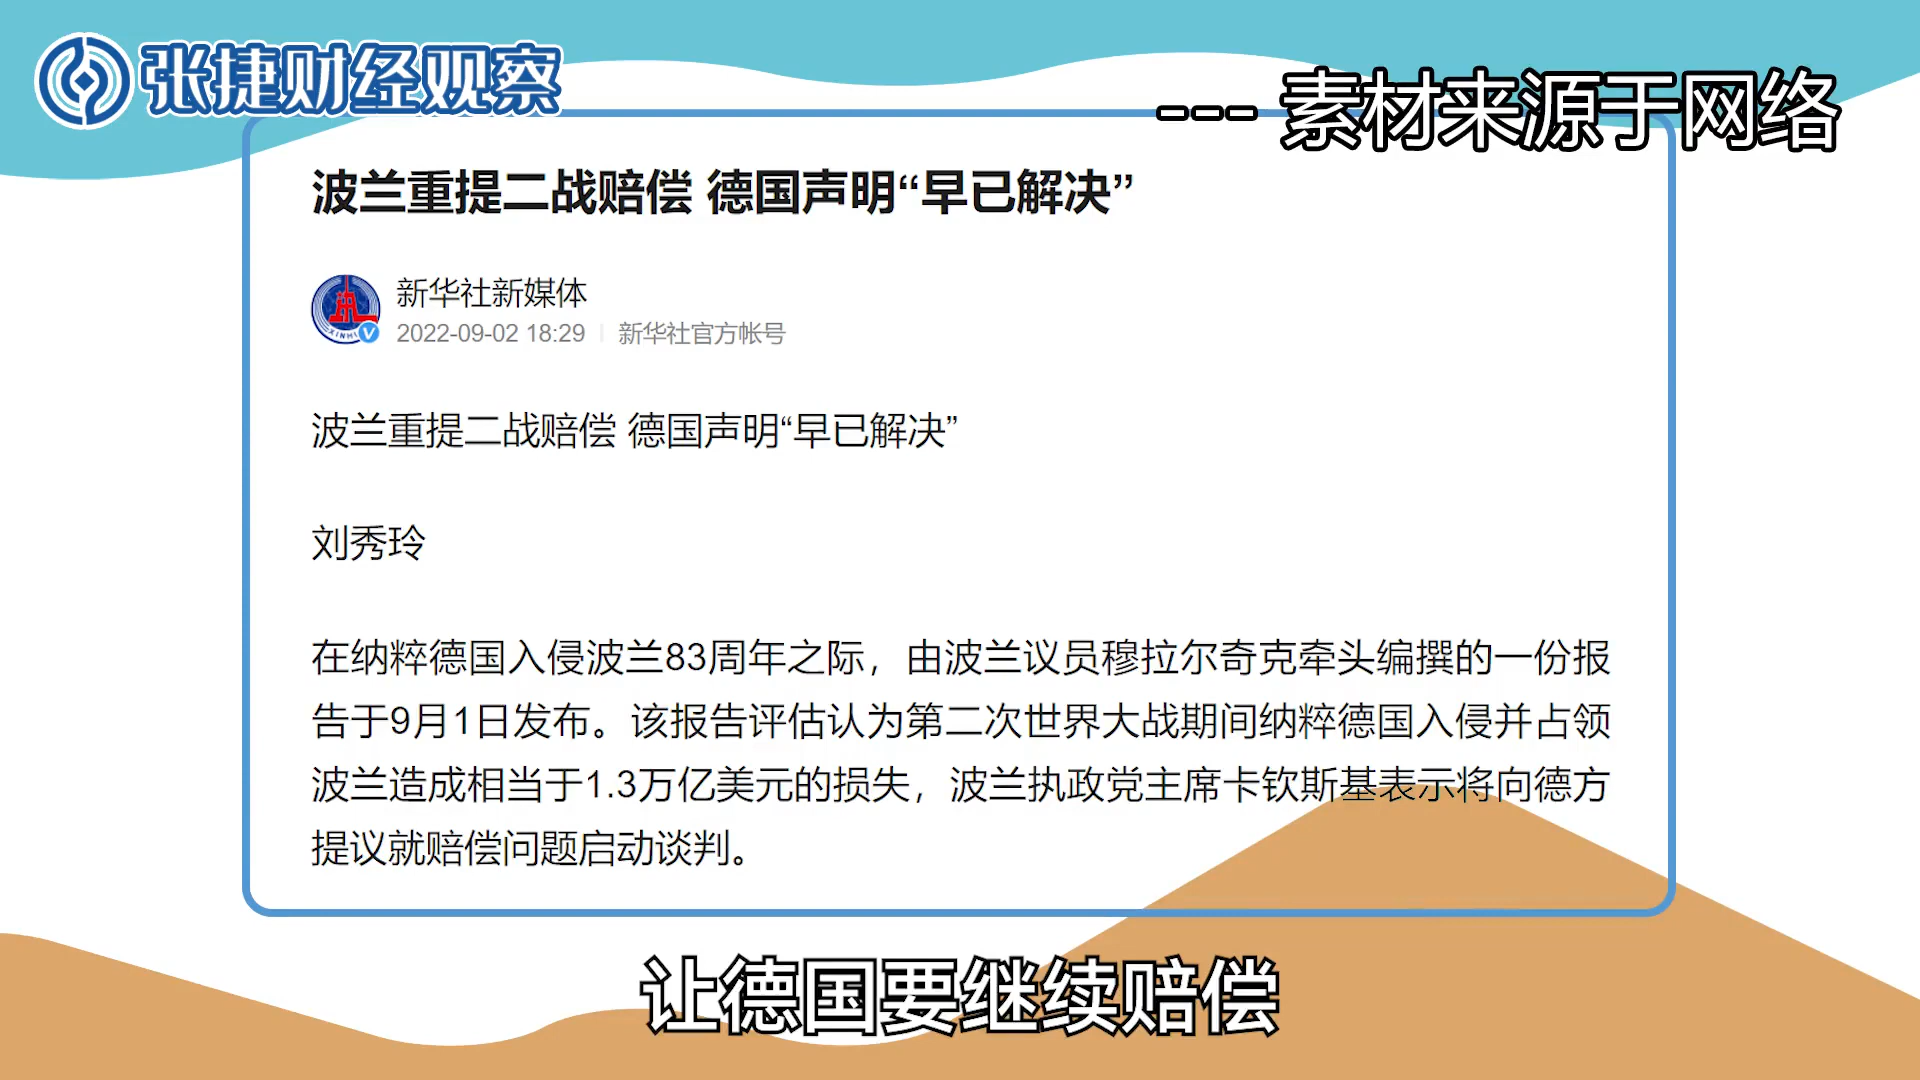 张捷财经观察
--- 素材来源于网络
波兰重提二战赔偿 德国声明“早已解决”
新华社新媒体
2022-09-02 18:29 新华社官方帐号
波兰重提二战赔偿 德国声明“早已解决”
刘秀玲
在纳粹德国入侵波兰83周年之际，由波兰议员穆拉尔奇克牵头编撰的一份报
告于9月1日发布。该报告评估认为第二次世界大战期间纳粹德国入侵并占领
波兰造成相当于1.3万亿美元的损失，波兰执政党主席卡钦斯基表示将向德方
提议就赔偿问题启动谈判。
让德国要继续赔偿